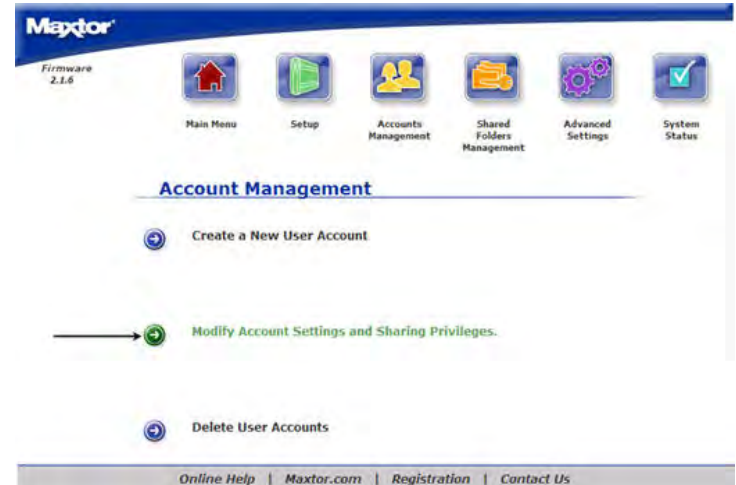 Maxtor
Firmware
2.1.6
Main Menu
Setup
Accounts
Management
Shared
Folders
Management
Advanced
Settings
System
Status
Account Management
Create a New User Account
Modify Account Settings and Sharing Privileges.
Delete User Accounts
Online Help | Maxtor.com | Registration | Contact Us